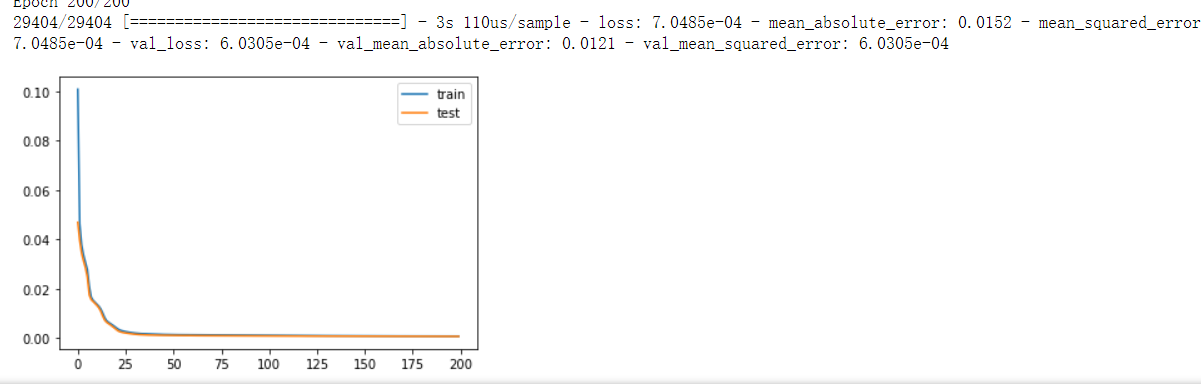 Epoch 200/200
29404/29404 [==============================] - 3s 110us/sample - loss: 7.0485e-04 - mean_absolute_error: 0.0152 - mean_squared_error
7.0485e-04 - val_loss: 6.0305e-04 - val_mean_absolute_error: 0.0121 - val_mean_squared_error: 6.0305e-04
train
test
0.10
0.08
0.06
0.04
0.02
0.00
0 25 50 75 100 125 150 175 200